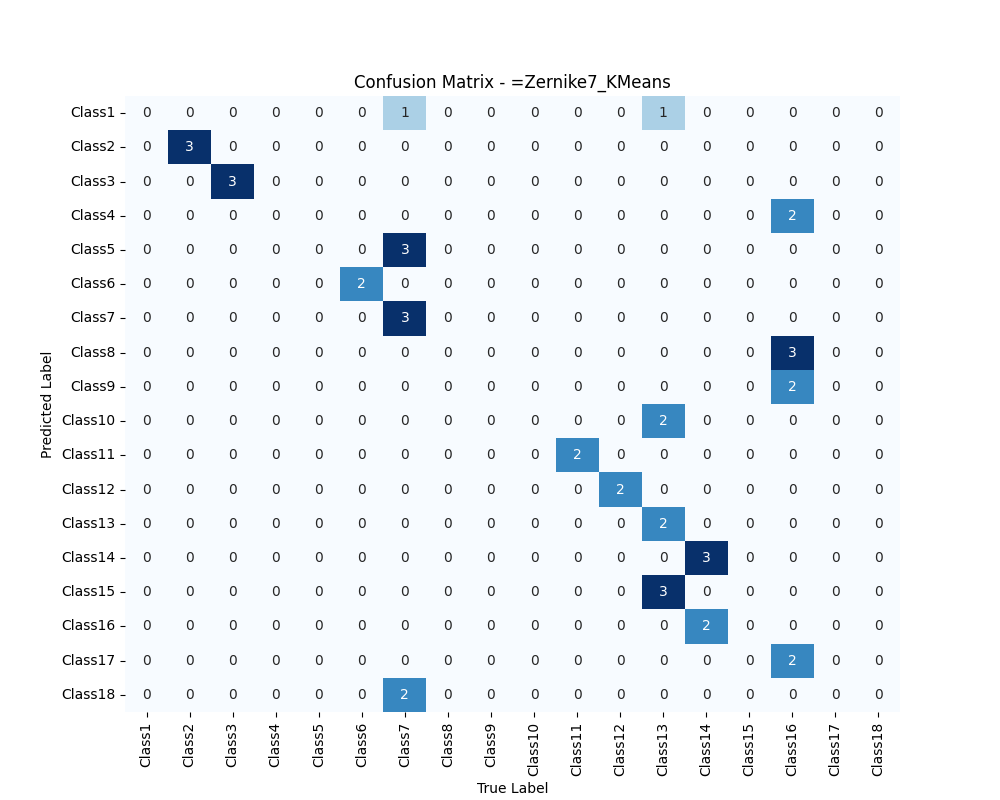 Confusion Matrix - =Zernike7_KMeans
Class1 0 0 0 0 0 0 1 0 0 0 0 0 1 0 0 0 0 0
Class2 0 3 0 0 0 0 0 0 0 0 0 0 0 0 0 0 0 0
Class3 0 0 3 0 0 0 0 0 0 0 0 0 0 0 0 0 0 0
Class4 0 0 0 0 0 0 0 0 0 0 0 0 0 0 0 2 0 0
Class5 0 0 0 0 0 0 3 0 0 0 0 0 0 0 0 0 0 0
Class6 0 0 0 0 0 2 0 0 0 0 0 0 0 0 0 0 0 0
Class7 0 0 0 0 0 0 3 0 0 0 0 0 0 0 0 0 0 0
Class8 0 0 0 0 0 0 0 0 0 0 0 0 0 0 0 3 0 0
Class9 0 0 0 0 0 0 0 0 0 0 0 0 0 0 0 2 0 0
Class10 0 0 0 0 0 0 0 0 0 0 0 0 2 0 0 0 0 0
Class11 0 0 0 0 0 0 0 0 0 0 2 0 0 0 0 0 0 0
Class12 0 0 0 0 0 0 0 0 0 0 0 2 0 0 0 0 0 0
Class13 0 0 0 0 0 0 0 0 0 0 0 0 2 0 0 0 0 0
Class14 0 0 0 0 0 0 0 0 0 0 0 0 0 3 0 0 0 0
Class15 0 0 0 0 0 0 0 0 0 0 0 0 3 0 0 0 0 0
Class16 0 0 0 0 0 0 0 0 0 0 0 0 0 2 0 0 0 0
Class17 0 0 0 0 0 0 0 0 0 0 0 0 0 0 0 2 0 0
Class18 0 0 0 0 0 0 2 0 0 0 0 0 0 0 0 0 0 0
Class1 Class2 Class3 Class4 Class5 Class6 Class7 Class8 Class9 Class10 Class11 Class12 Class13 Class14 Class15 Class16 Class17 Class18
True Label
Predicted Label